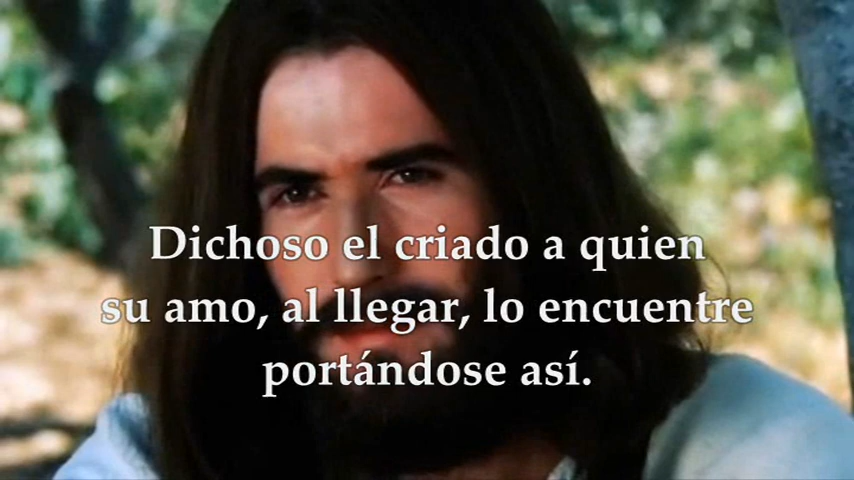 Dichoso el criado a quien
su amo, al llegar, lo encuentre
portándose así.